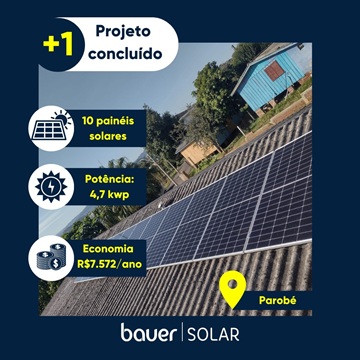 +1
Projeto
concluído
10 painéis
solares
Potência:
4,7 kwp
Economia
R$7.572/ano
Parobé
bauer | SOLAR